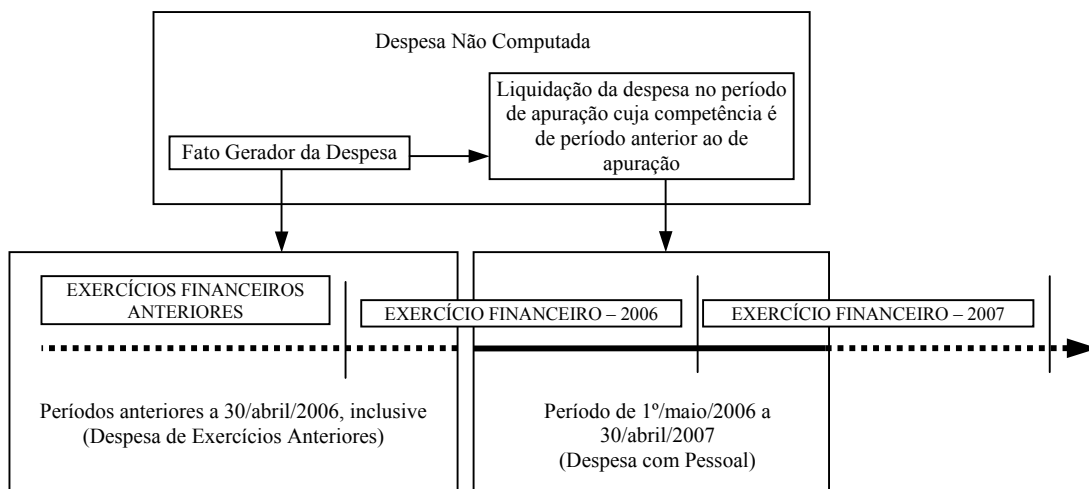 Despesa Não Computada
Fato Gerador da Despesa
Liquidação da despesa no período
de apuração cuja competência é
de período anterior ao de
apuração
EXERCÍCIOS FINANCEIROS
ANTERIORES
EXERCÍCIO FINANCEIRO – 2006
EXERCÍCIO FINANCEIRO – 2007
Períodos anteriores a 30/abril/2006, inclusive
(Despesa de Exercícios Anteriores)
Período de 1º/maio/2006 a
30/abril/2007
(Despesa com Pessoal)